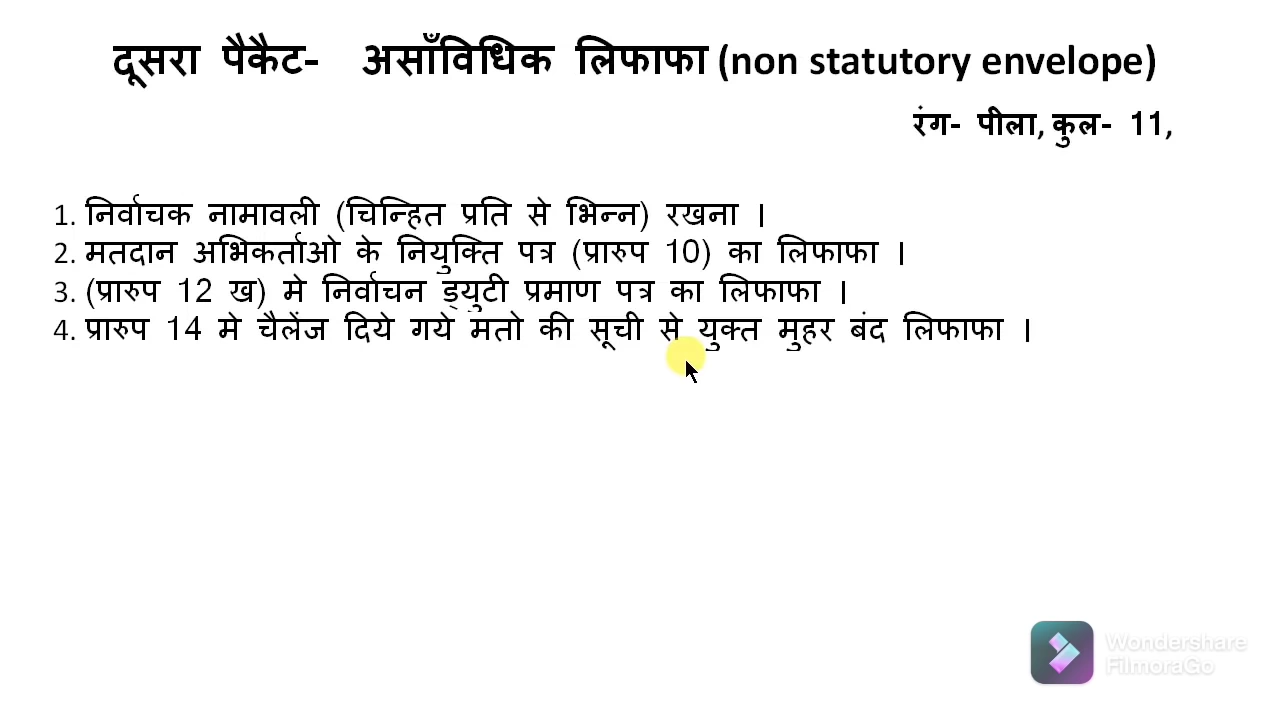 दूसरा पैकैट- असाँविधिक लिफाफा (non statutory envelope)
रंग- पीला, कुल- 11,
1. निर्वाचक नामावली (चिन्हित प्रति से भिन्न) रखना ।
2. मतदान अभिकर्ताओ के नियुक्ति पत्र (प्रारुप 10) का लिफाफा ।
3. (प्रारुप 12 ख) मे निर्वाचन ड्युटी प्रमाण पत्र का लिफाफा ।
4. प्रारुप 14 मे चैलेंज दिये गये मतो की सूची से युक्त मुहर बंद लिफाफा ।
Wondershare
FilmoraGo